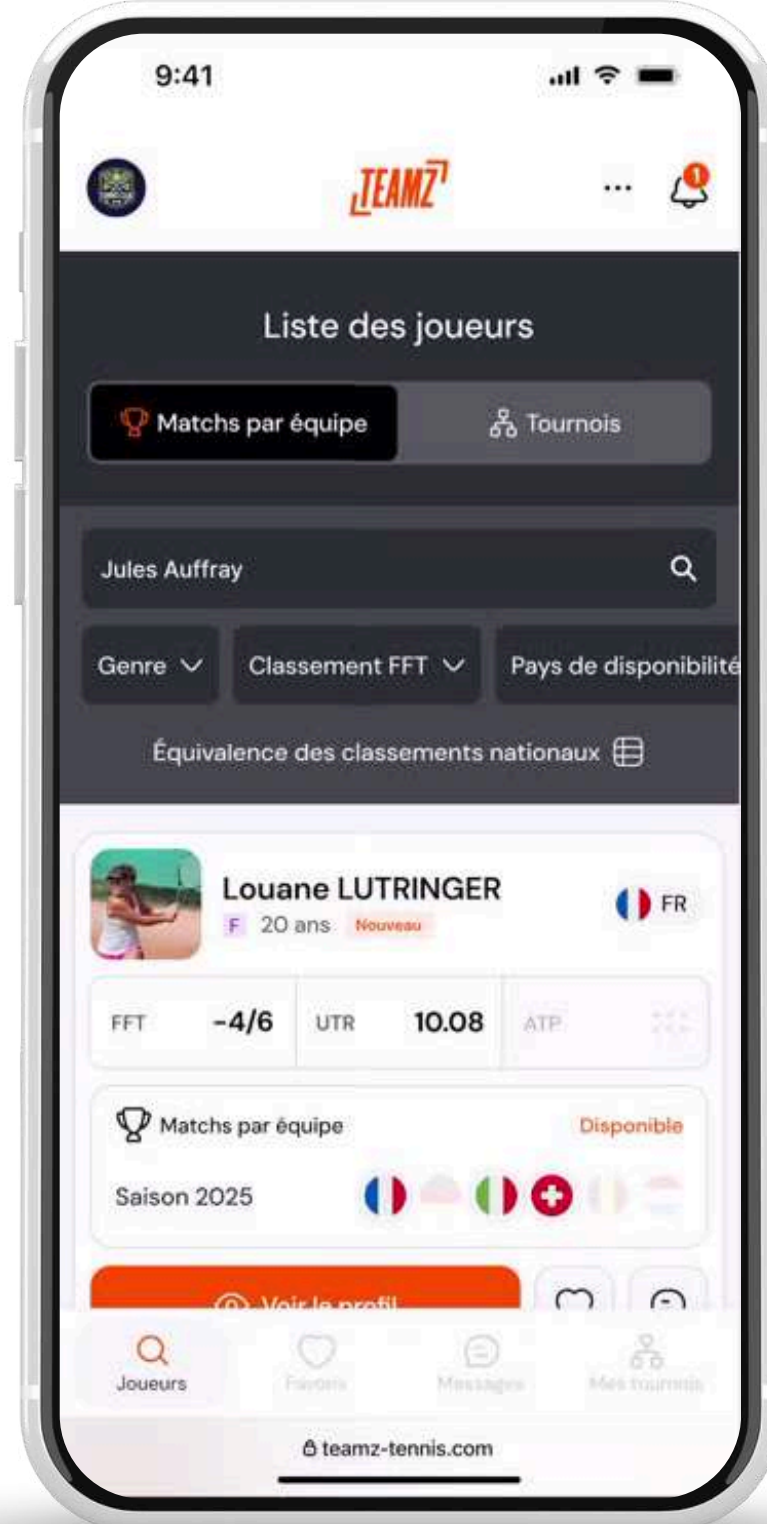 9:41
TEAMZ
... 1
Liste des joueurs
Matchs par équipe Tournois
Jules Auffray
Genre Classement FFT Pays de disponibilité
Équivalence des classements nationaux
Louane LUTRINGER
F 20 ans Nouveau FR
FFT -4/6 UTR 10.08 ATP
Matchs par équipe Disponible
Saison 2025
Voir le profil
Joueurs Favoris Messages Mes tournois
teamz-tennis.com